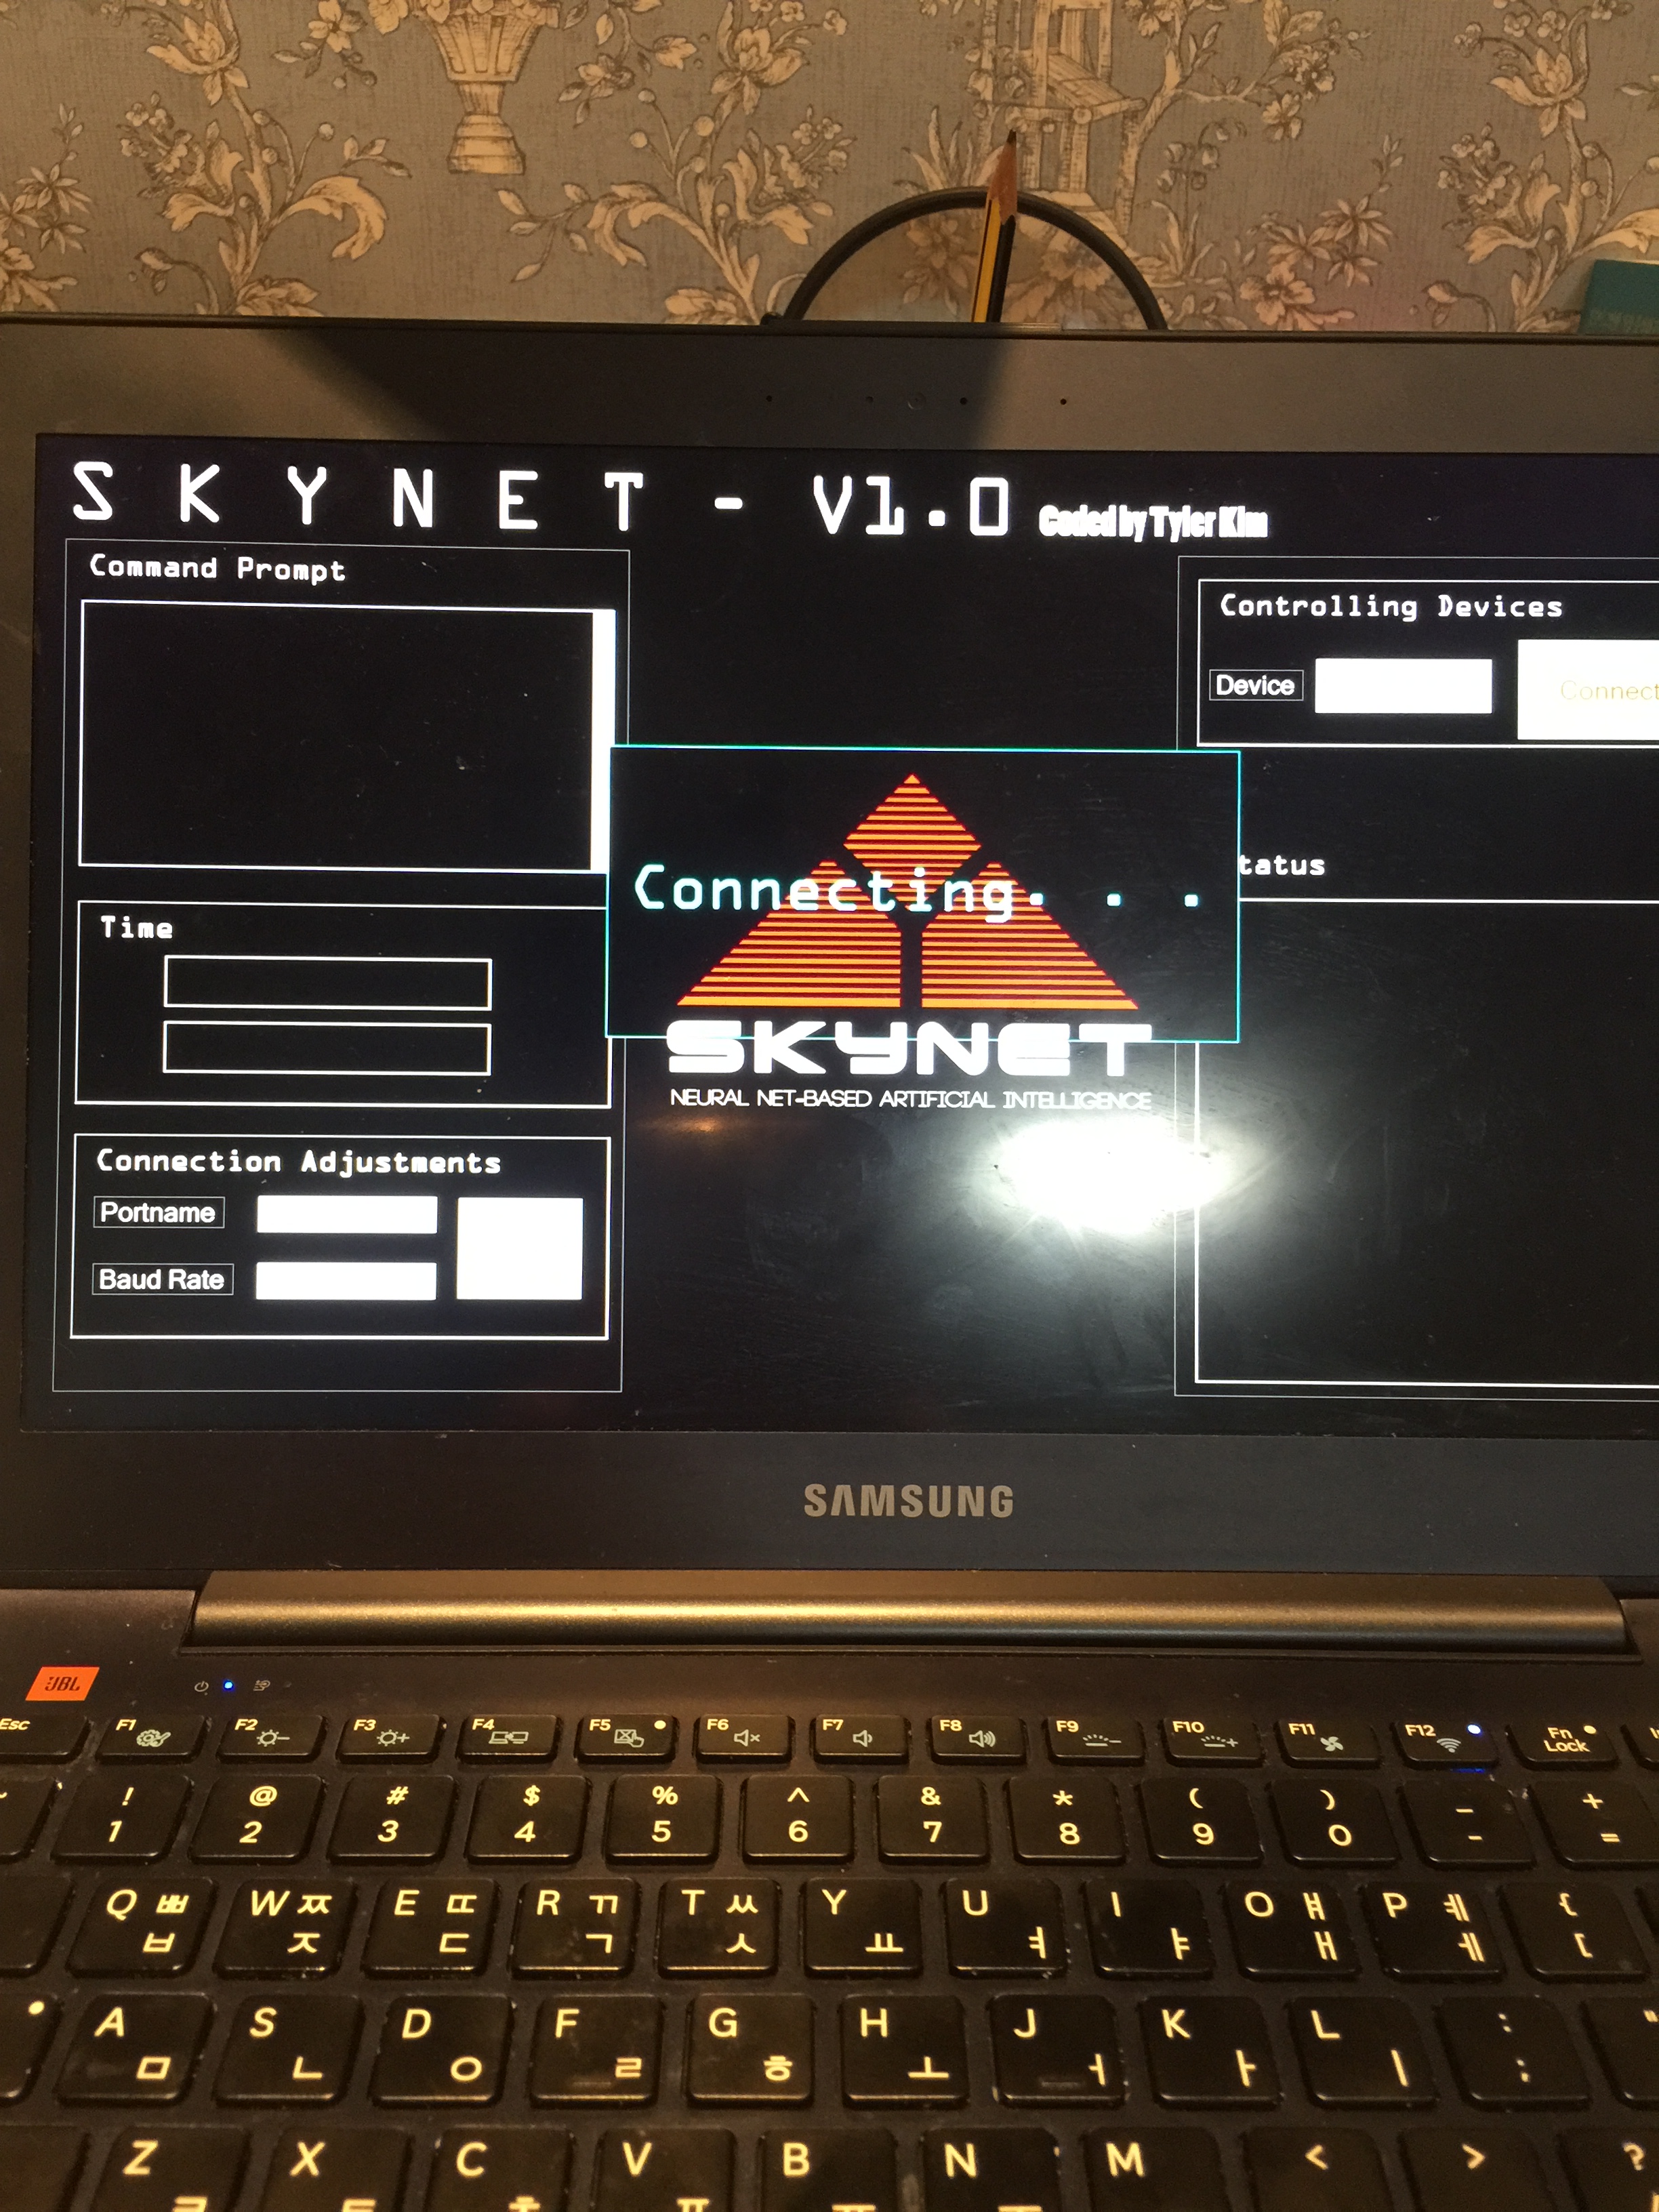 SKYNET - V1.0 Coded by Tyler Kim
Command Prompt
Controlling Devices
Device
Connect
Connecting. . .
tatus
Time
SKYNET
NEURAL NET-BASED ARTIFICIAL INTELLIGENCE
Connection Adjustments
Portname
Baud Rate
SAMSUNG
JBL
Esc F1 F2 F3 F4 F5 F6 F7 F8 F9 F10 F11 F12 Fn Lock
! @ # $ % ^ & * ( ) _ +
1 2 3 4 5 6 7 8 9 0 - =
Q ㅃ W ㅉ E ㄸ R ㄲ T ㅆ Y U I O ㅒ P ㅖ {
ㅂ ㅈ ㄷ ㄱ ㅅ ㅛ ㅕ ㅑ ㅐ ㅔ [
A S D F G H J K L : "
ㅁ ㄴ ㅇ ㄹ ㅎ ㅗ ㅓ ㅏ ㅣ ;
Z X C V B N M < > ?